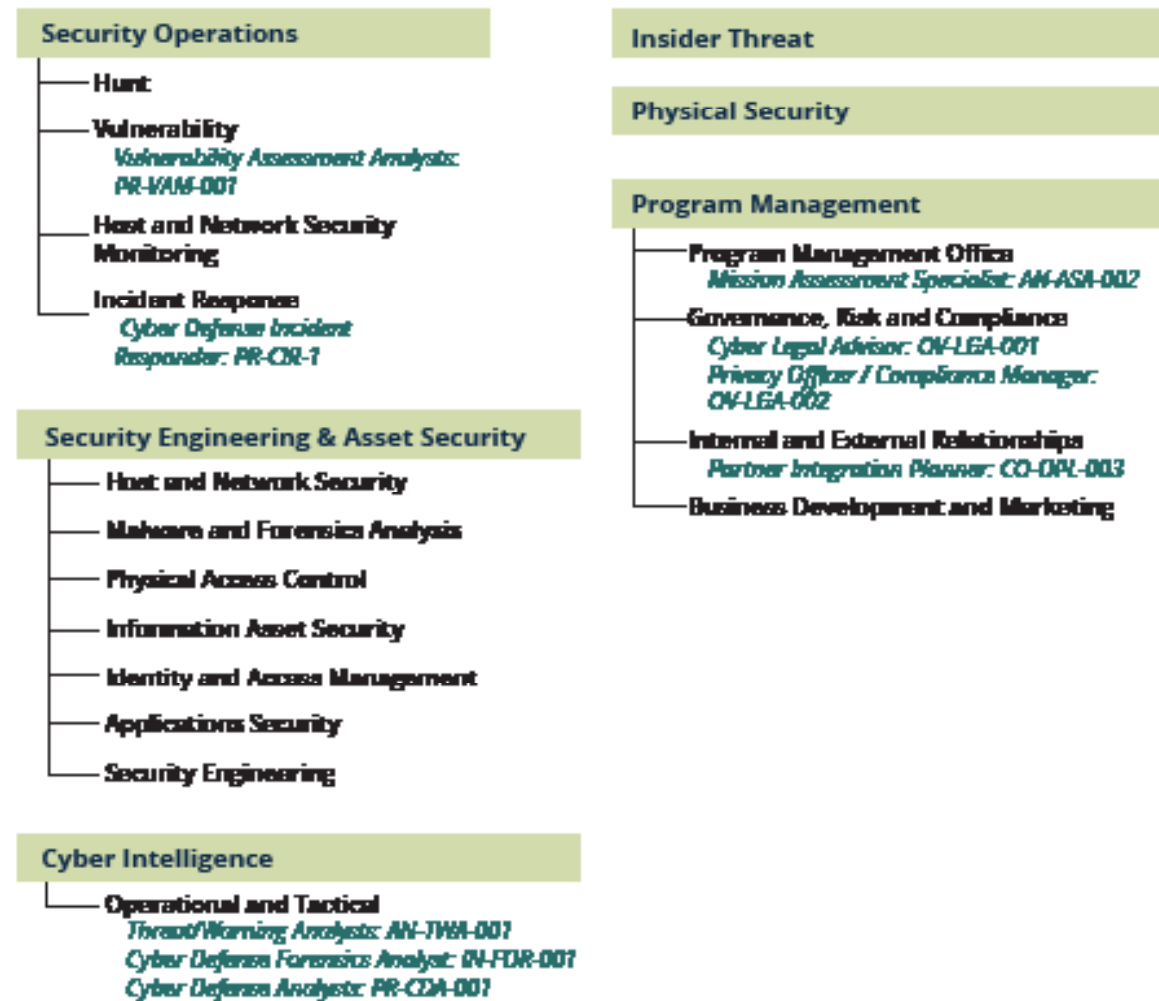 Security Operations
Hunt
Vulnerability
Vulnerability Assessment Analysts:
PR-VAM-001
Host and Network Security
Monitoring
Incident Response
Cyber Defense Incident
Responder: PR-CIR-1
Security Engineering & Asset Security
Host and Network Security
Malware and Forensics Analysis
Physical Access Control
Information Asset Security
Identity and Access Management
Applications Security
Security Engineering
Cyber Intelligence
Operational and Tactical
Threat/Warning Analysts: AN-TWA-001
Cyber Defense Forensics Analyst: IN-FOR-001
Cyber Defense Analysts: PR-CDA-001
Insider Threat
Physical Security
Program Management
Program Management Office
Mission Assessment Specialist: AN-ASA-002
Governance, Risk and Compliance
Cyber Legal Advisor: OV-LGA-001
Privacy Officer / Compliance Manager:
OV-LGA-002
Internal and External Relationships
Partner Integration Planner: CO-OPL-003
Business Development and Marketing